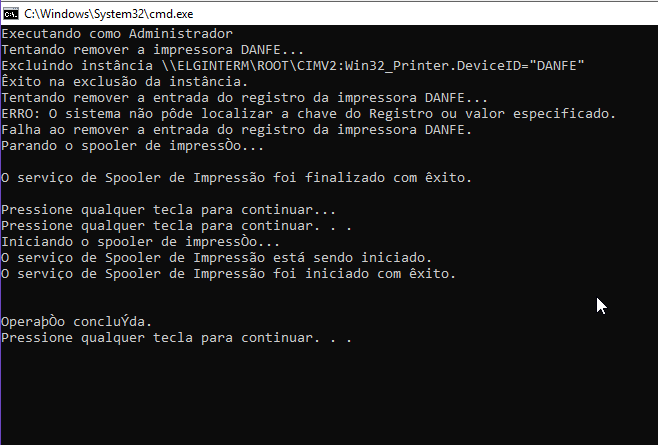 C:\Windows\System32\cmd.exe
Executando como Administrador
Tentando remover a impressora DANFE...
Excluindo instância \\ELGINTERM\ROOT\CIMV2:Win32_Printer.DeviceID="DANFE"
Êxito na exclusão da instância.
Tentando remover a entrada do registro da impressora DANFE...
ERRO: O sistema não pôde localizar a chave do Registro ou valor especificado.
Falha ao remover a entrada do registro da impressora DANFE.
Parando o spooler de impressÒo...
O serviço de Spooler de Impressão foi finalizado com êxito.
Pressione qualquer tecla para continuar...
Pressione qualquer tecla para continuar. . .
Iniciando o spooler de impressÒo...
O serviço de Spooler de Impressão está sendo iniciado.
O serviço de Spooler de Impressão foi iniciado com êxito.
OperaþÒo concluÝda.
Pressione qualquer tecla para continuar. . .